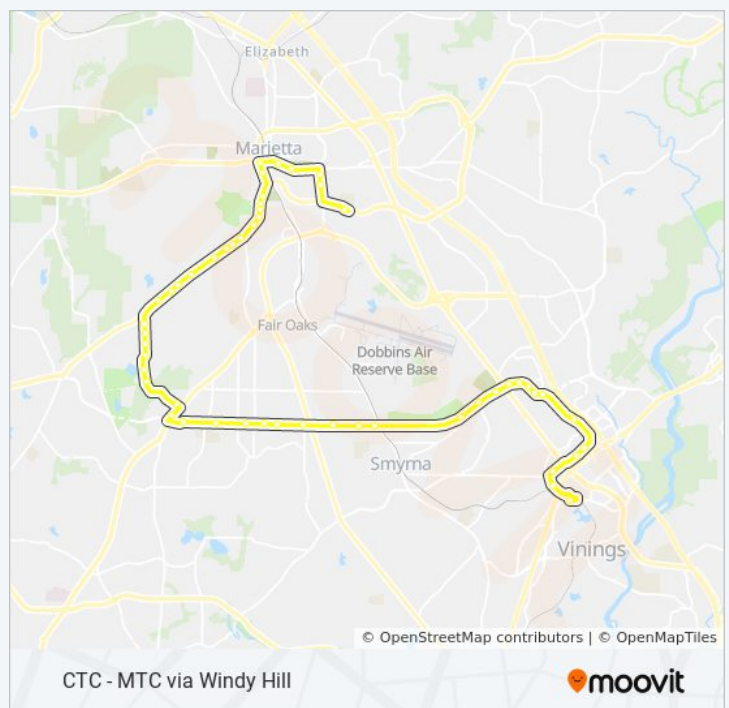 Elizabeth
Marietta
Fair Oaks
Dobbins Air
Reserve Base
Smyrna
Vinings
© OpenStreetMap contributors | © OpenMapTiles
CTC - MTC via Windy Hill
moovit